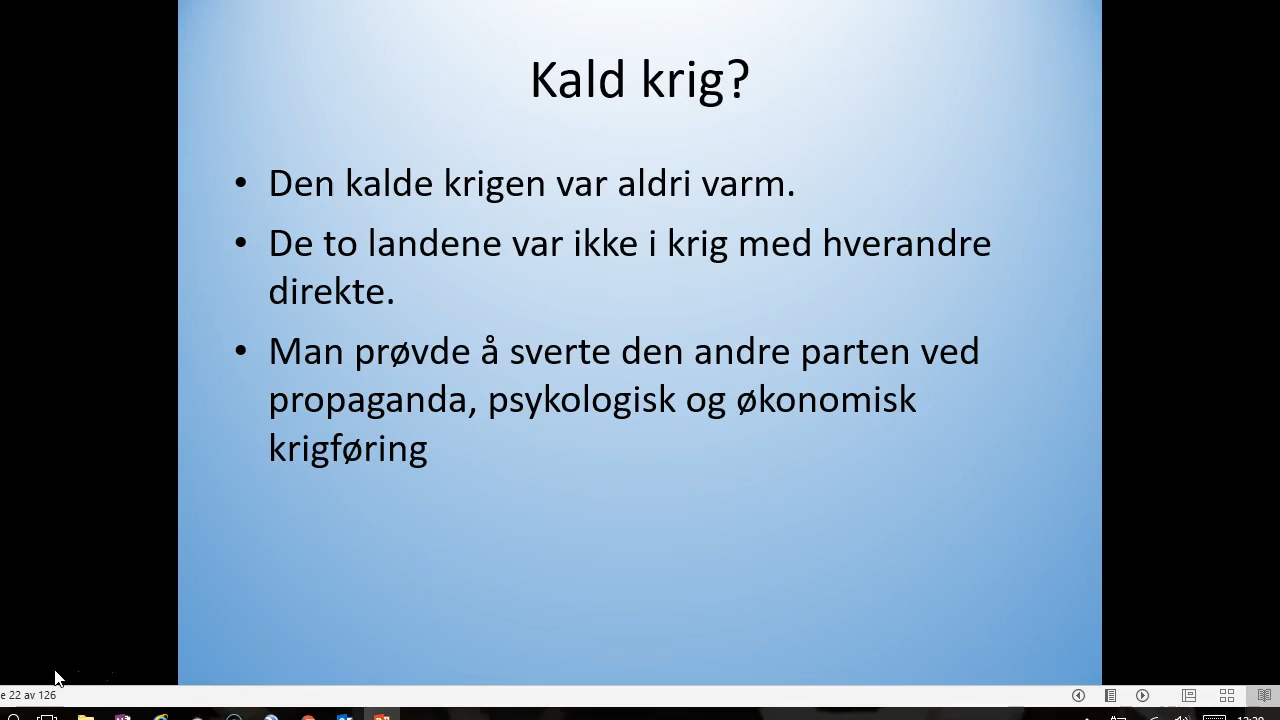 Kald krig?
• Den kalde krigen var aldri varm.
• De to landene var ikke i krig med hverandre
direkte.
• Man prøvde å sverte den andre parten ved
propaganda, psykologisk og økonomisk
krigføring
e 22 av 126